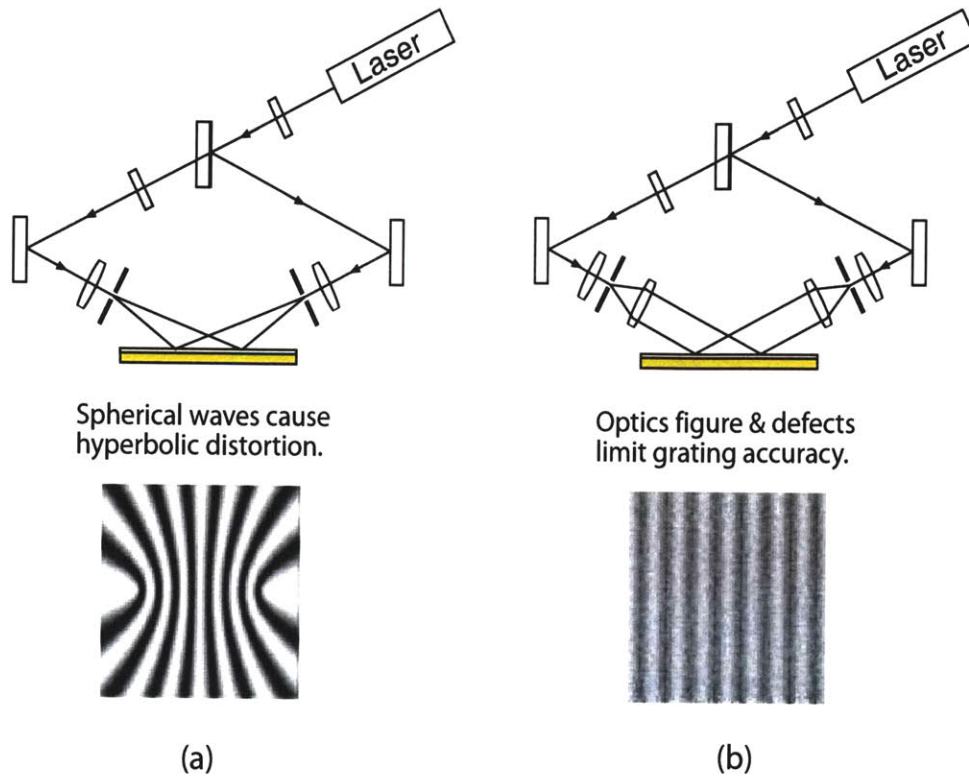 Laser
Laser
Spherical waves cause
hyperbolic distortion.
Optics figure & defects
limit grating accuracy.
(a)
(b)